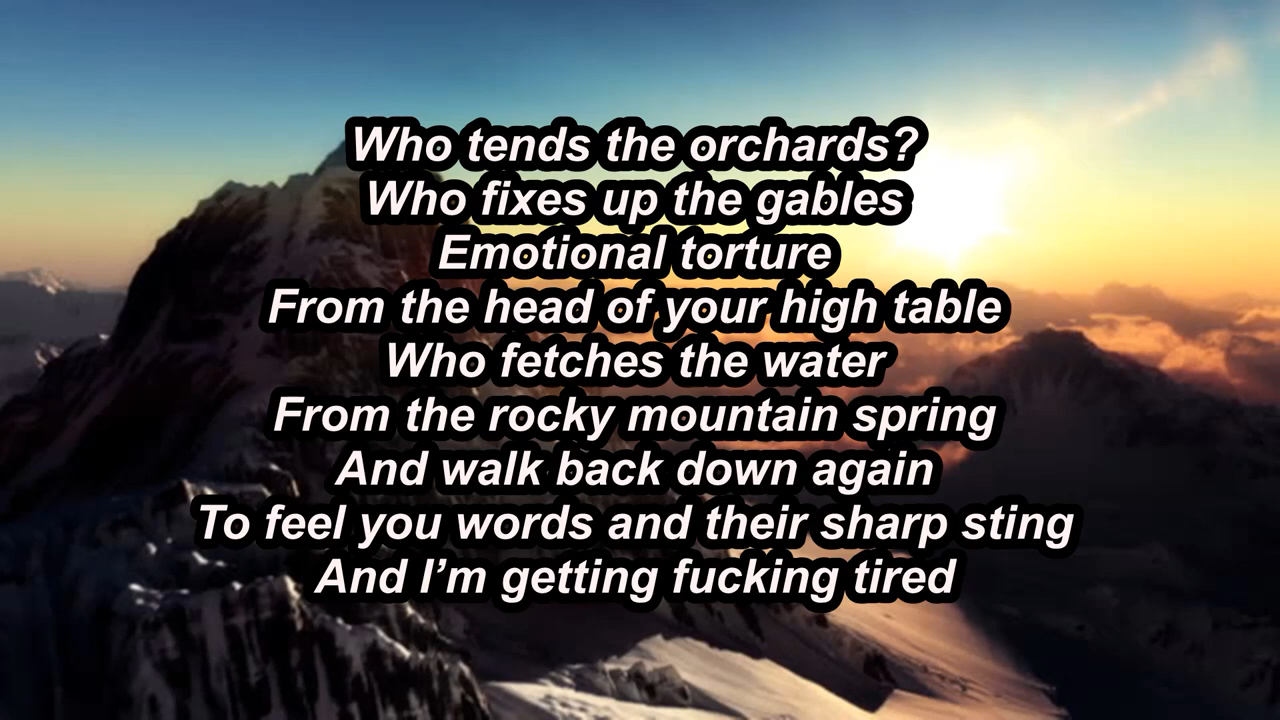 Who tends the orchards?
Who fixes up the gables
Emotional torture
From the head of your high table
Who fetches the water
From the rocky mountain spring
And walk back down again
To feel you words and their sharp sting
And I’m getting fucking tired